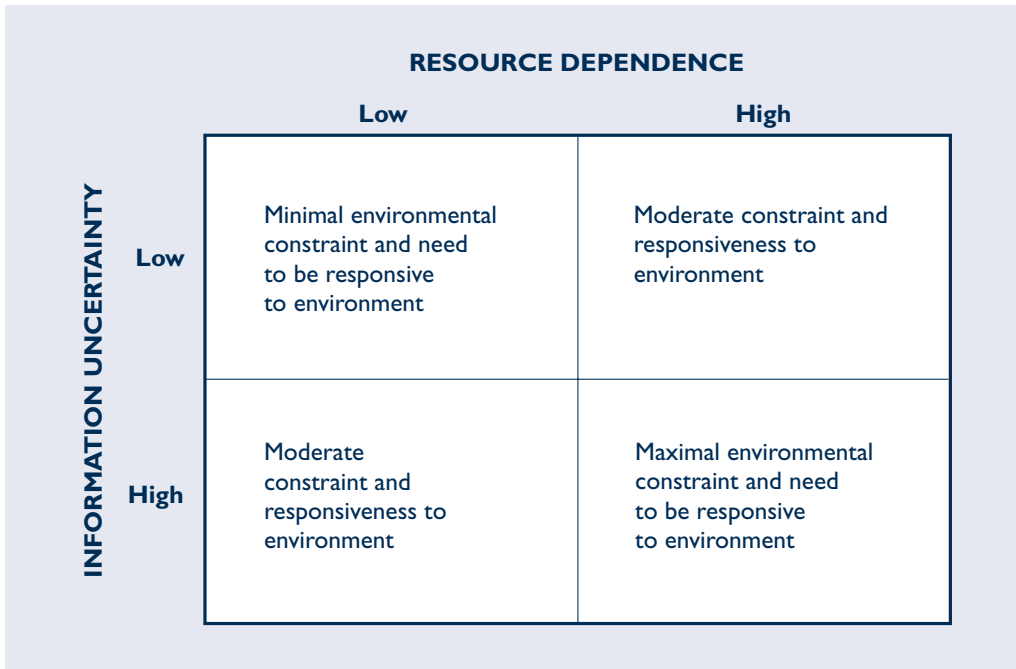 RESOURCE DEPENDENCE
Low
High
INFORMATION UNCERTAINTY
Low
Minimal environmental
constraint and need
to be responsive
to environment
Moderate constraint and
responsiveness to
environment
High
Moderate
constraint and
responsiveness to
environment
Maximal environmental
constraint and need
to be responsive
to environment